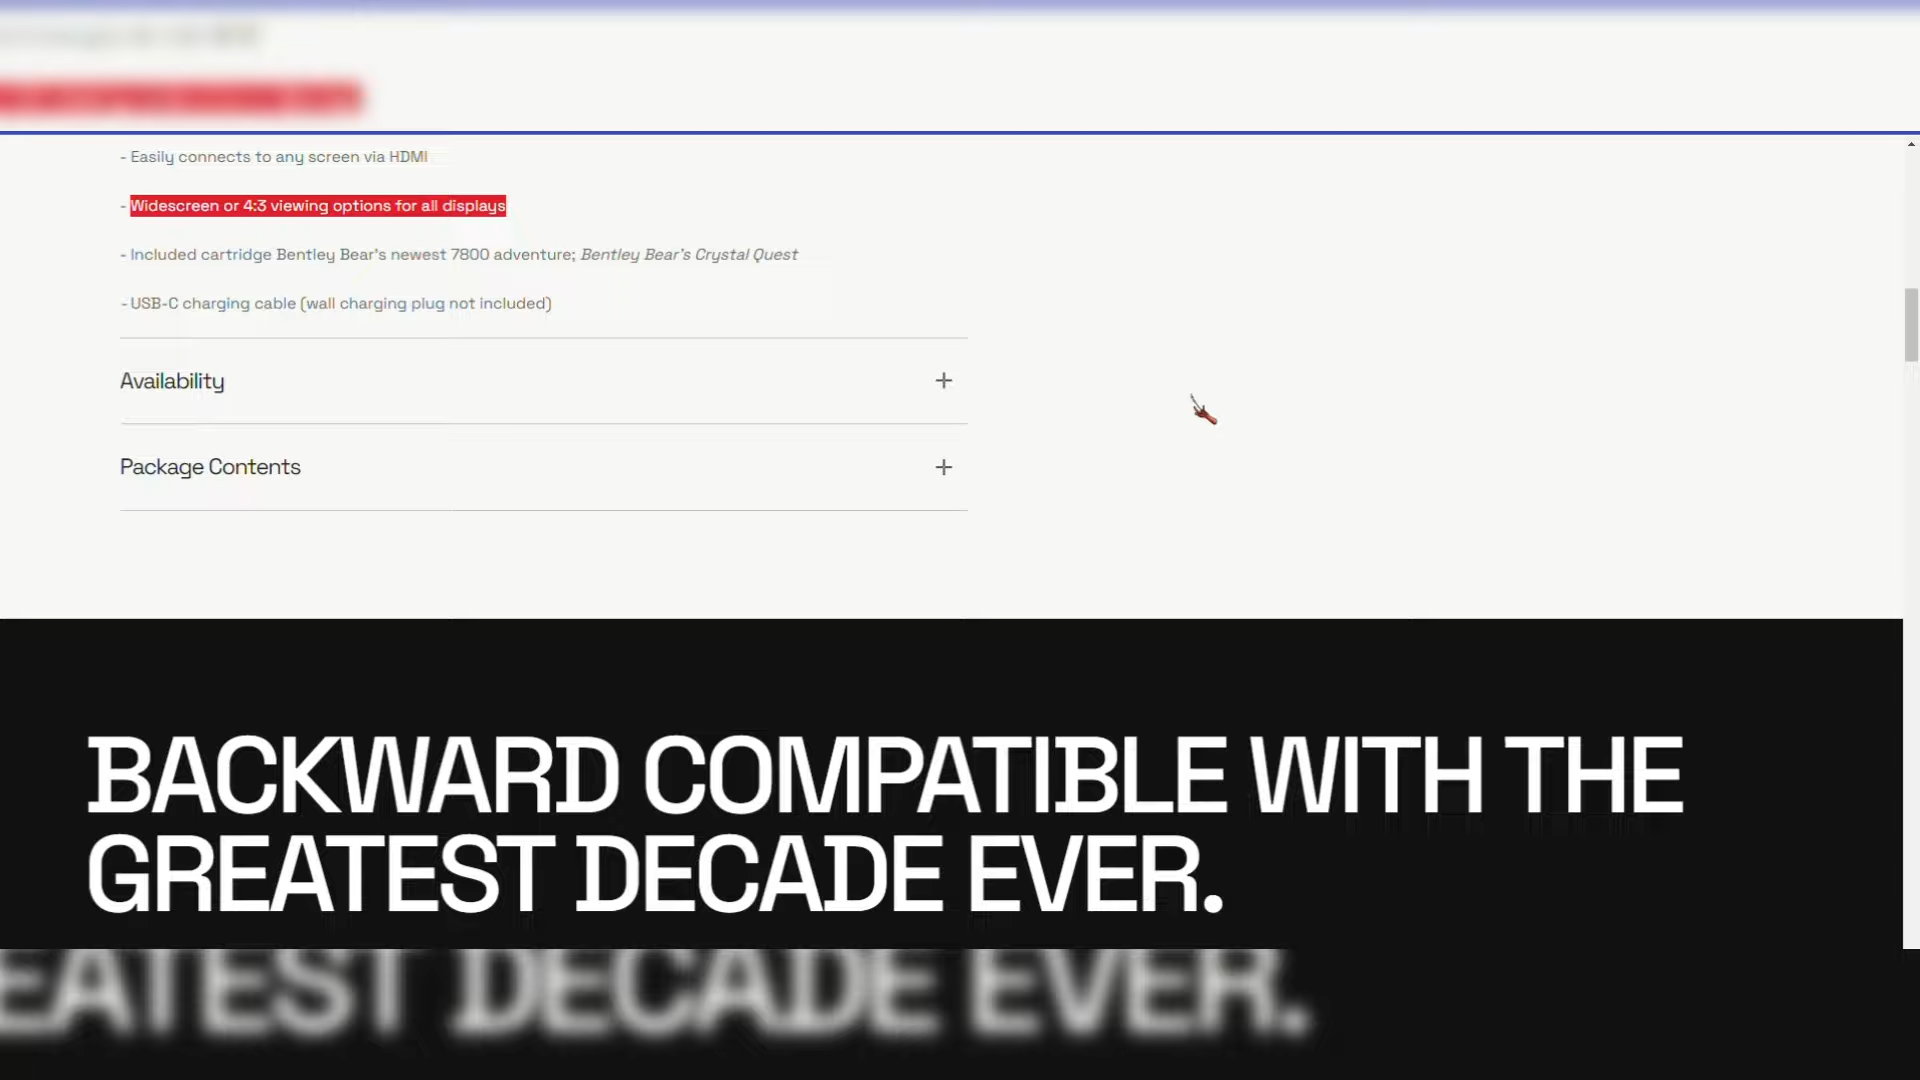 - Easily connects to any screen via HDMI
- Widescreen or 4:3 viewing options for all displays
- Included cartridge Bentley Bear's newest 7800 adventure; Bentley Bear's Crystal Quest
- USB-C charging cable (wall charging plug not included)
Availability +
Package Contents +
BACKWARD COMPATIBLE WITH THE
GREATEST DECADE EVER.
EATEST DECADE EVER.